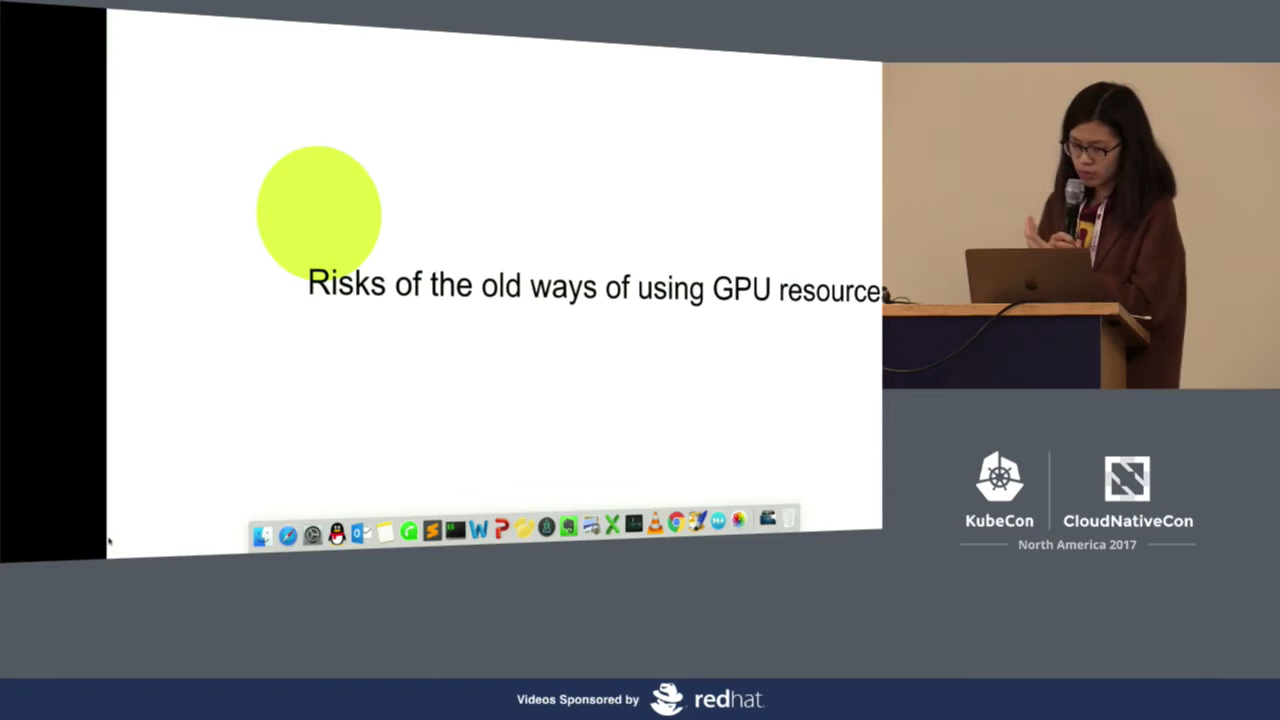 Risks of the old ways of using GPU resource
KubeCon
CloudNativeCon
North America 2017
Videos Sponsored by
redhat.